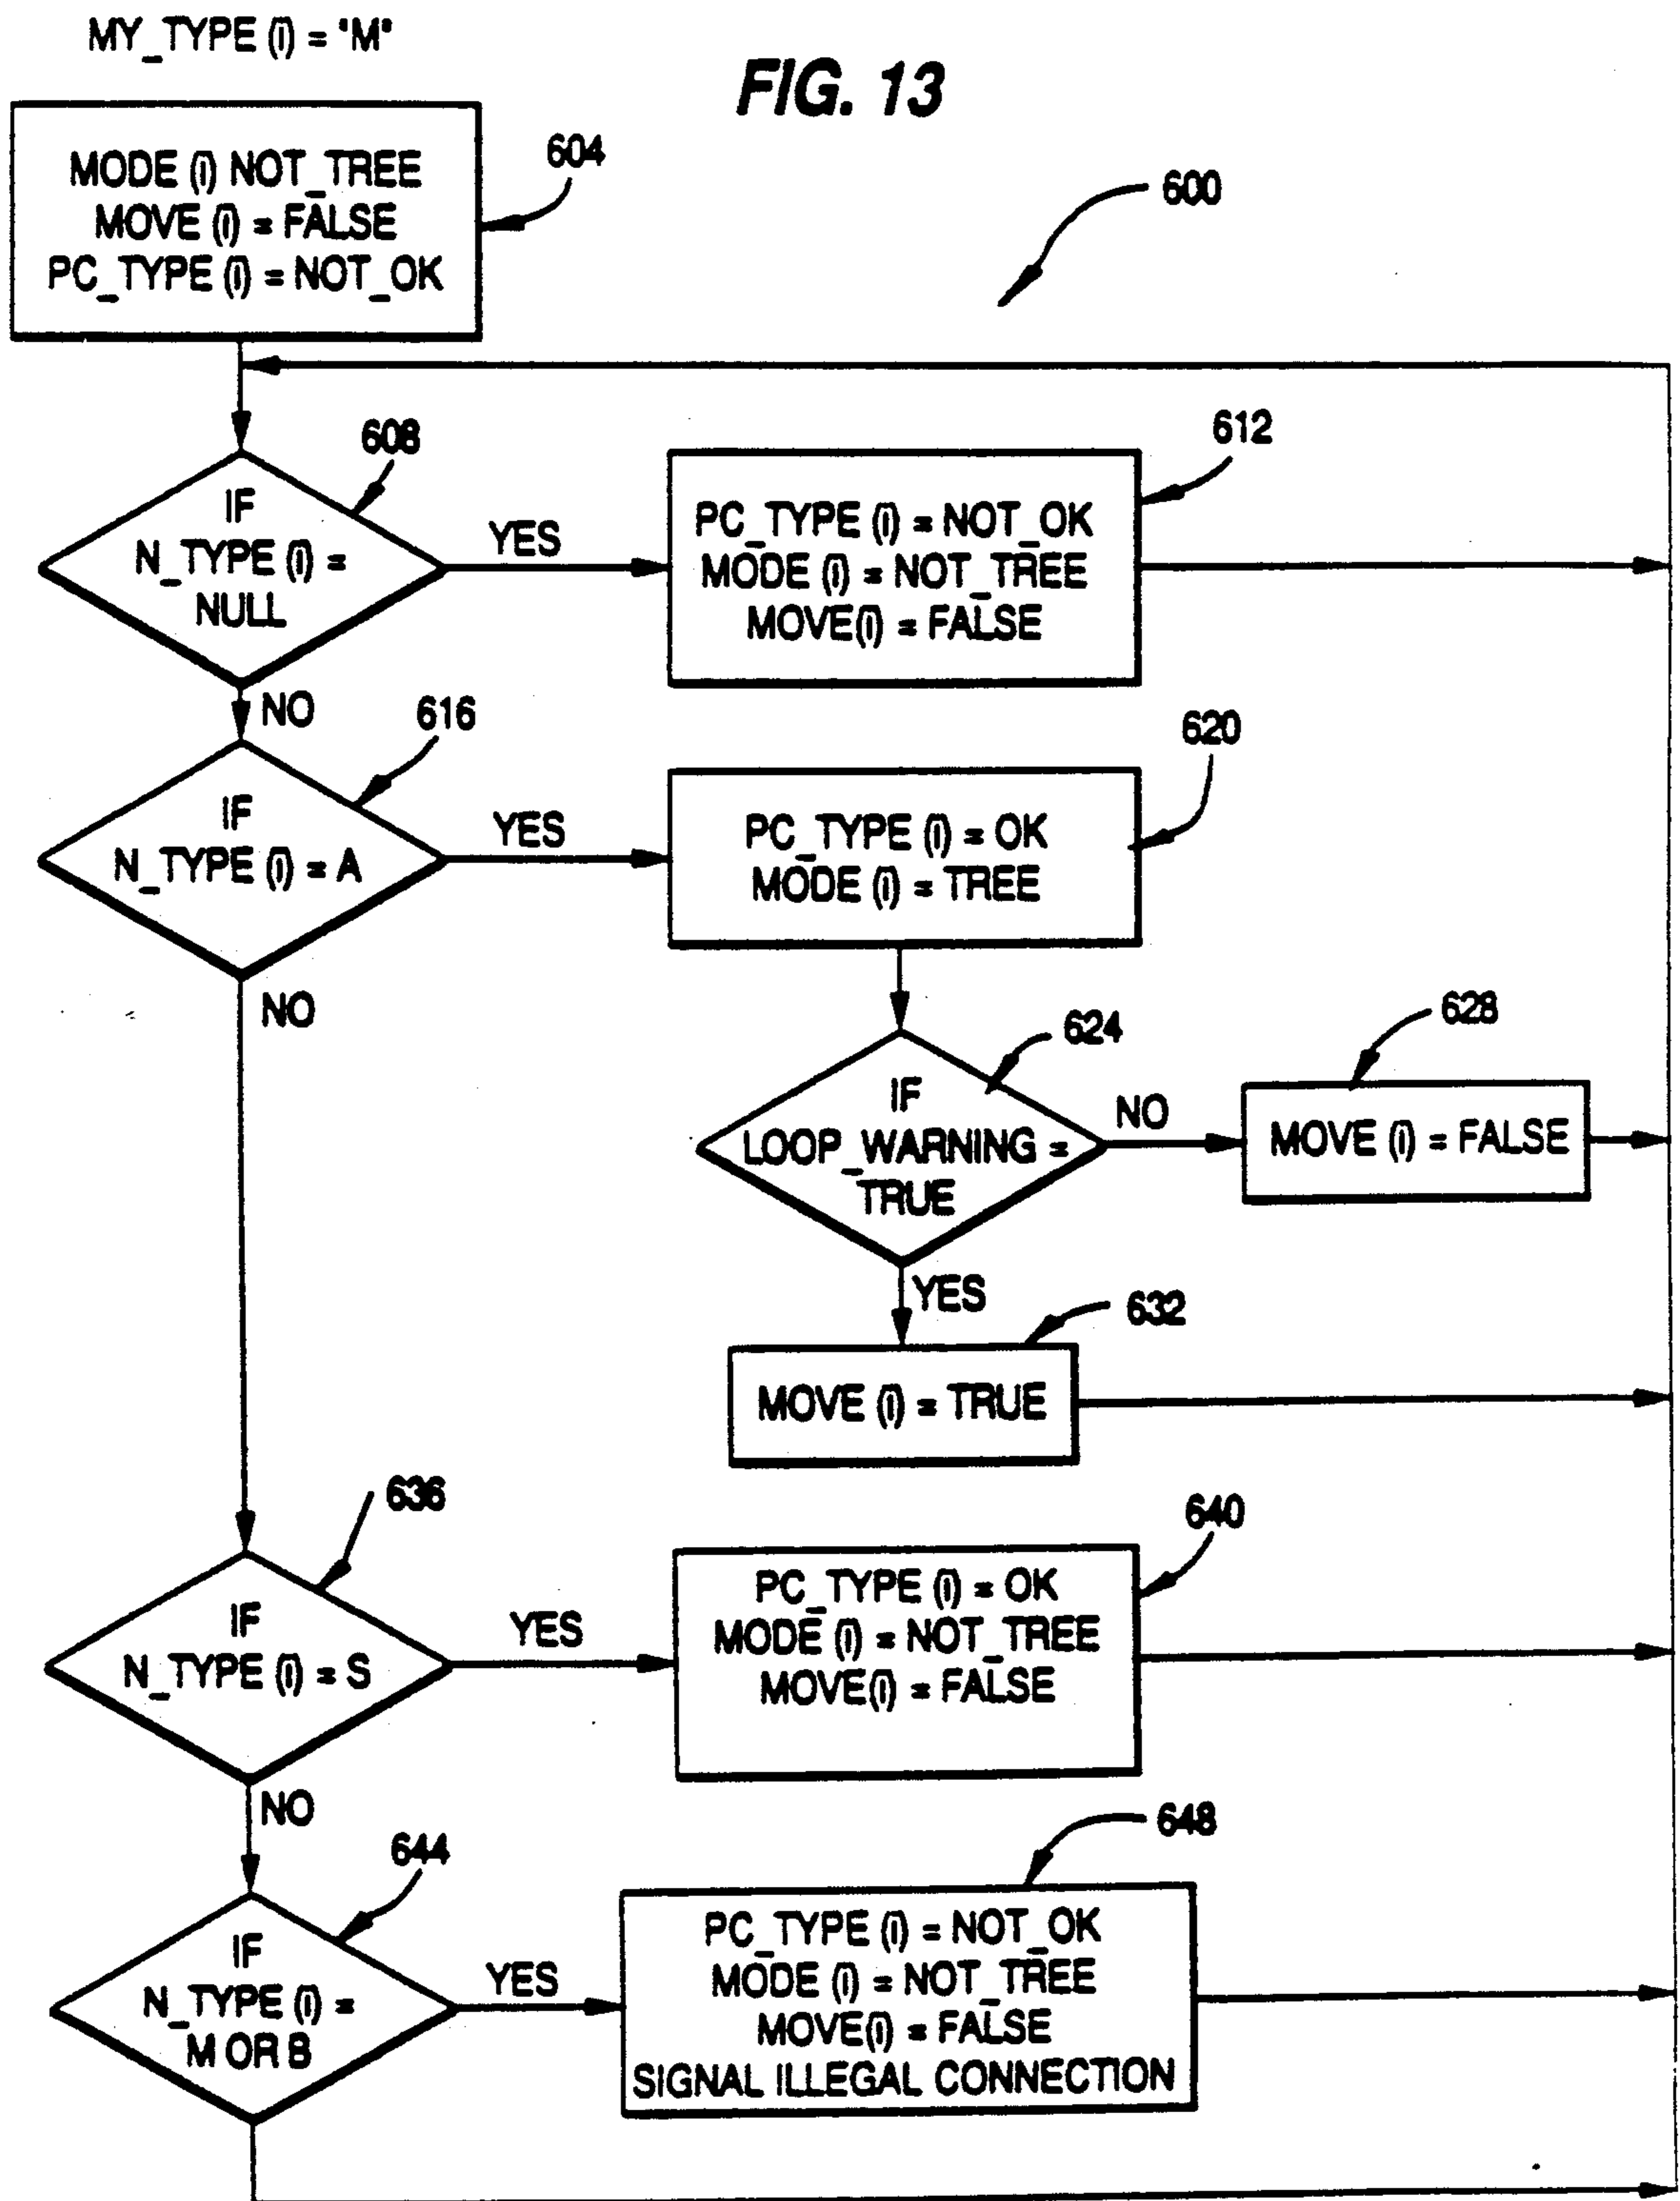 MY_TYPE (i) = "M"
FIG. 13
MODE (i) NOT_TREE
MOVE (i) = FALSE
PC_TYPE (i) = NOT_OK
604
600
608
IF
N_TYPE (i) =
NULL
YES
612
PC_TYPE (i) = NOT_OK
MODE (i) = NOT_TREE
MOVE(i) = FALSE
NO
616
IF
N_TYPE (i) = A
YES
620
PC_TYPE (i) = OK
MODE (i) = TREE
NO
624
IF
LOOP_WARNING =
TRUE
NO
628
MOVE (i) = FALSE
YES
632
MOVE (i) = TRUE
636
IF
N_TYPE (i) = S
YES
640
PC_TYPE (i) = OK
MODE (i) = NOT_TREE
MOVE(i) = FALSE
NO
644
IF
N_TYPE (i) =
M OR B
YES
648
PC_TYPE (i) = NOT_OK
MODE (i) = NOT_TREE
MOVE(i) = FALSE
SIGNAL ILLEGAL CONNECTION